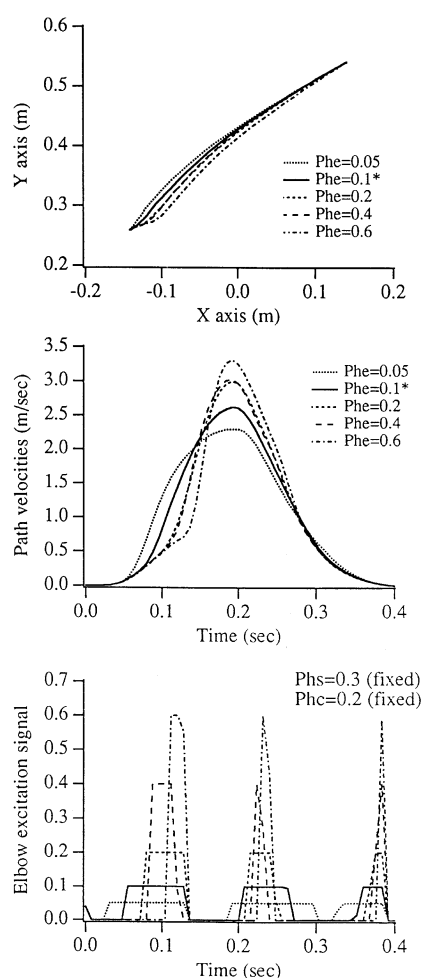 0.6
0.5
0.4
0.3
0.2
Y axis (m)
Phe=0.05
Phe=0.1*
Phe=0.2
Phe=0.4
Phe=0.6
-0.2 -0.1 0.0 0.1 0.2
X axis (m)
3.5
3.0
2.5
2.0
1.5
1.0
0.5
0.0
Path velocities (m/sec)
Phe=0.05
Phe=0.1*
Phe=0.2
Phe=0.4
Phe=0.6
0.0 0.1 0.2 0.3 0.4
Time (sec)
Phs=0.3 (fixed)
Phc=0.2 (fixed)
0.7
0.6
0.5
0.4
0.3
0.2
0.1
0.0
Elbow excitation signal
0.0 0.1 0.2 0.3 0.4
Time (sec)